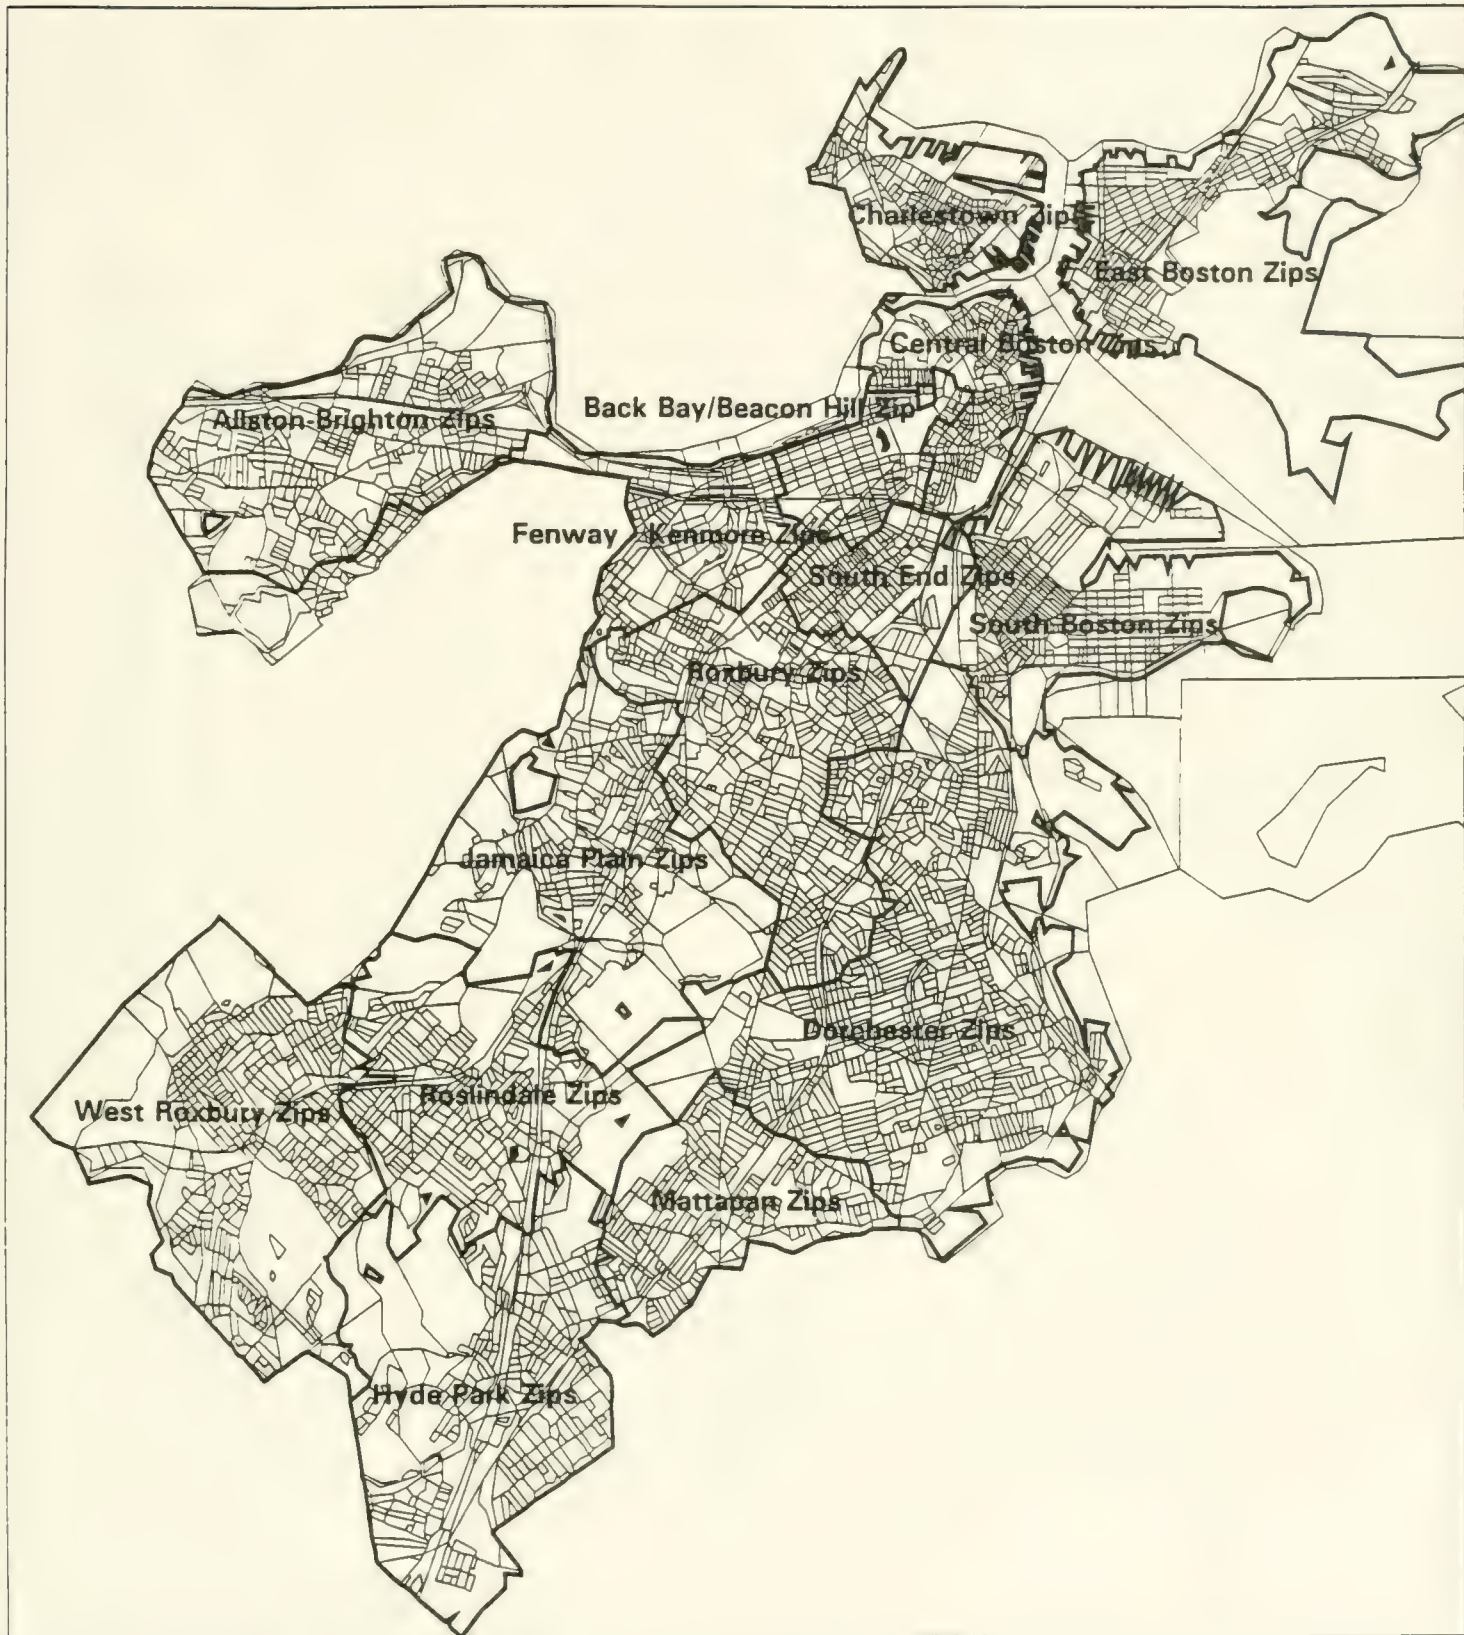 Charlestown Zips
East Boston Zips
Central Boston Zips
Back Bay/Beacon Hill Zip
Allston-Brighton Zips
Fenway Kenmore Zips
South End Zips
South Boston Zips
Roxbury Zips
Jamaica Plain Zips
Dorchester Zips
Roslindale Zips
West Roxbury Zips
Mattapan Zips
Hyde Park Zips